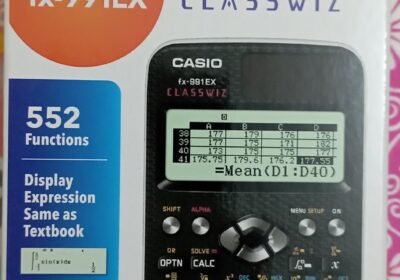 fx-991EX
CLASSWIZ
552
Functions
Display
Expression
Same as
Textbook
CASIO
fx-991EX
CLASSWIZ
A B C D
38 177 179 175 176
39 177 175 171 182
40 173 175 175 177
41 175.75 179.6 176.2 177.55
=Mean(D1:D40)
SHIFT ALPHA MENU SETUP ON
SOLVE =
OPTN CALC